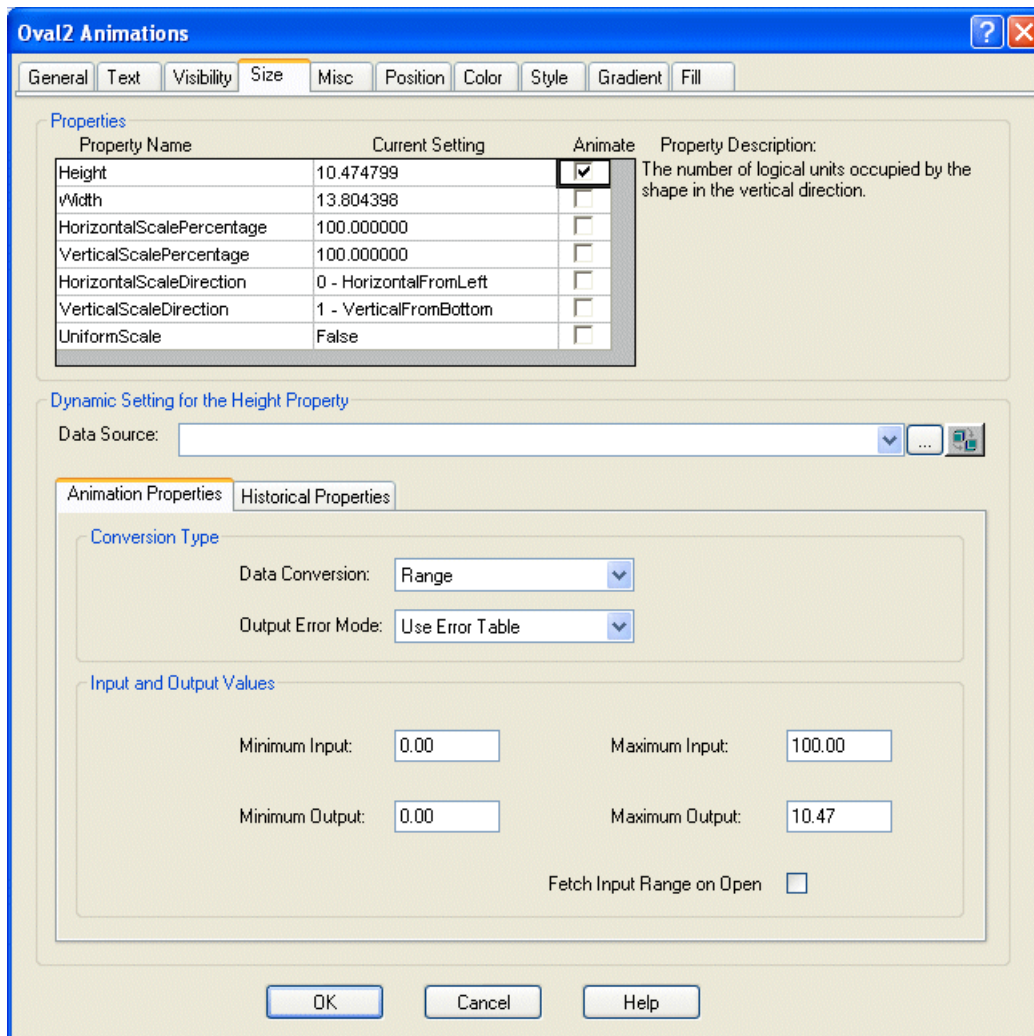 Oval2 Animations
General Text Visibility Size Misc Position Color Style Gradient Fill
Properties
Property Name Current Setting Animate Property Description:
Height 10.474799 The number of logical units occupied by the
shape in the vertical direction.
Width 13.804398
HorizontalScalePercentage 100.000000
VerticalScalePercentage 100.000000
HorizontalScaleDirection 0 - HorizontalFromLeft
VerticalScaleDirection 1 - VerticalFromBottom
UniformScale False
Dynamic Setting for the Height Property
Data Source: ...
Animation Properties Historical Properties
Conversion Type
Data Conversion: Range
Output Error Mode: Use Error Table
Input and Output Values
Minimum Input: 0.00 Maximum Input: 100.00
Minimum Output: 0.00 Maximum Output: 10.47
Fetch Input Range on Open
OK Cancel Help